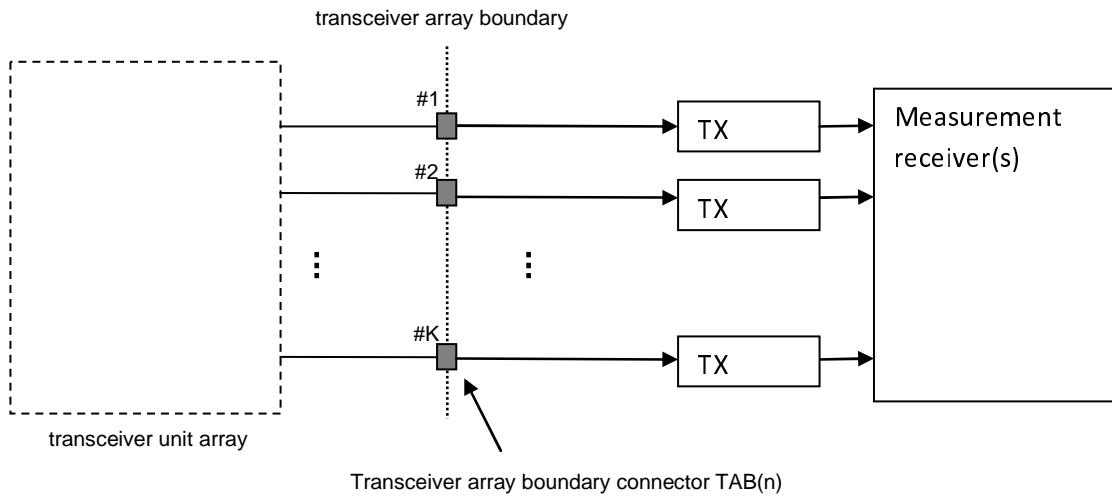 transceiver array boundary
#1
TX
Measurement
receiver(s)
#2
TX
⋮ ⋮
#K
TX
transceiver unit array
Transceiver array boundary connector TAB(n)